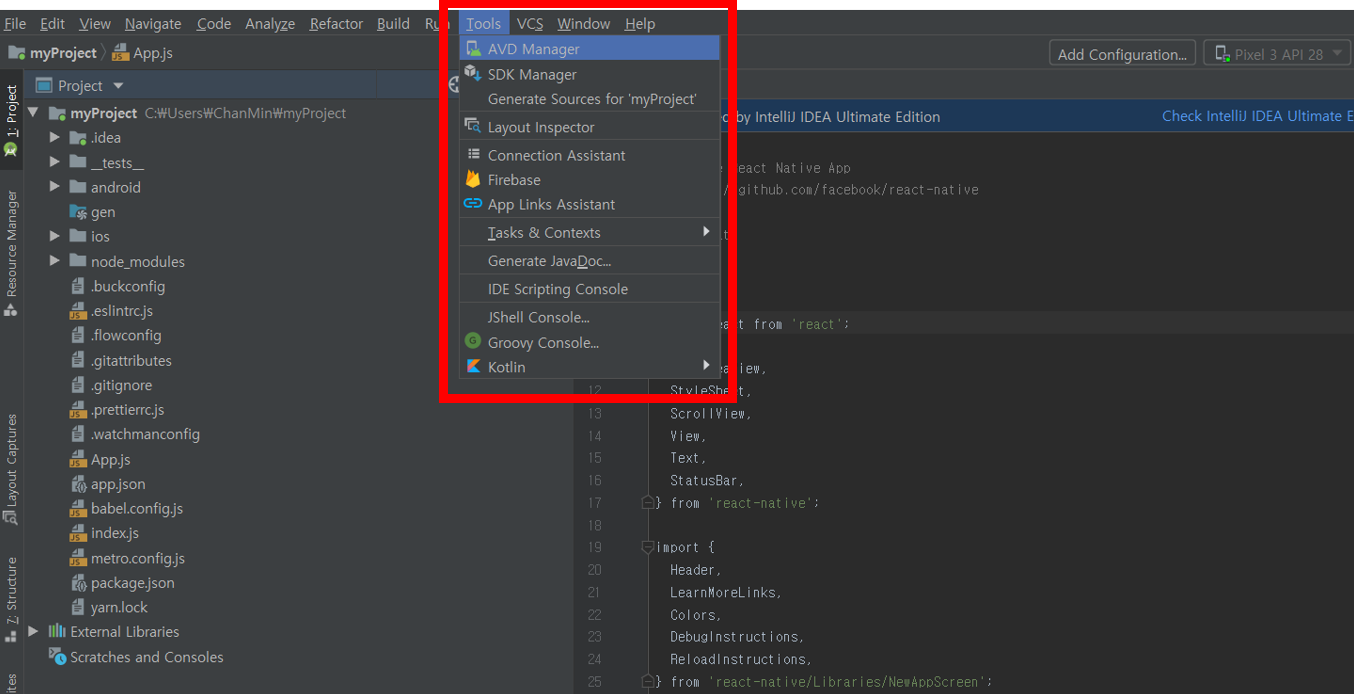 File Edit View Navigate Code Analyze Refactor Build Run Tools VCS Window Help
myProject App.js Add Configuration... Pixel 3 API 28
1: Project
Resource Manager
Layout Captures
7: Structure
Project
myProject C:\Users\ChanMin\myProject
.idea
__tests__
android
gen
ios
node_modules
.buckconfig
.eslintrc.js
.flowconfig
.gitattributes
.gitignore
.prettierrc.js
.watchmanconfig
App.js
app.json
babel.config.js
index.js
metro.config.js
package.json
yarn.lock
External Libraries
Scratches and Consoles
AVD Manager
SDK Manager
Generate Sources for 'myProject'
Layout Inspector
Connection Assistant
Firebase
App Links Assistant
Tasks & Contexts
Generate JavaDoc...
IDE Scripting Console
JShell Console...
Groovy Console...
Kotlin
by IntelliJ IDEA Ultimate Edition Check IntelliJ IDEA Ultimate E
React Native App
github.com/facebook/react-native
from 'react';
12 StyleSheet,
13 ScrollView,
14 View,
15 Text,
16 StatusBar,
17 } from 'react-native';
18
19 import {
20 Header,
21 LearnMoreLinks,
22 Colors,
23 DebugInstructions,
24 ReloadInstructions,
25 } from 'react-native/Libraries/NewAppScreen';